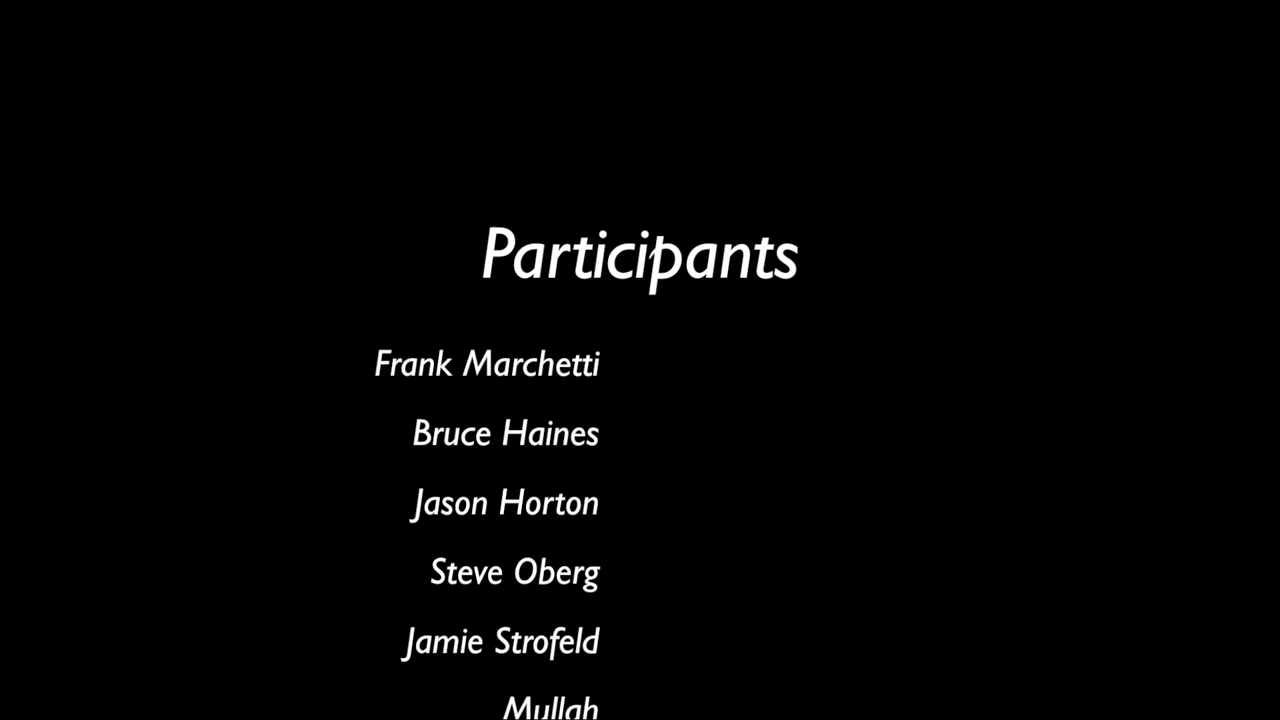 Participants
Frank Marchetti
Bruce Haines
Jason Horton
Steve Oberg
Jamie Strofeld
Mullah